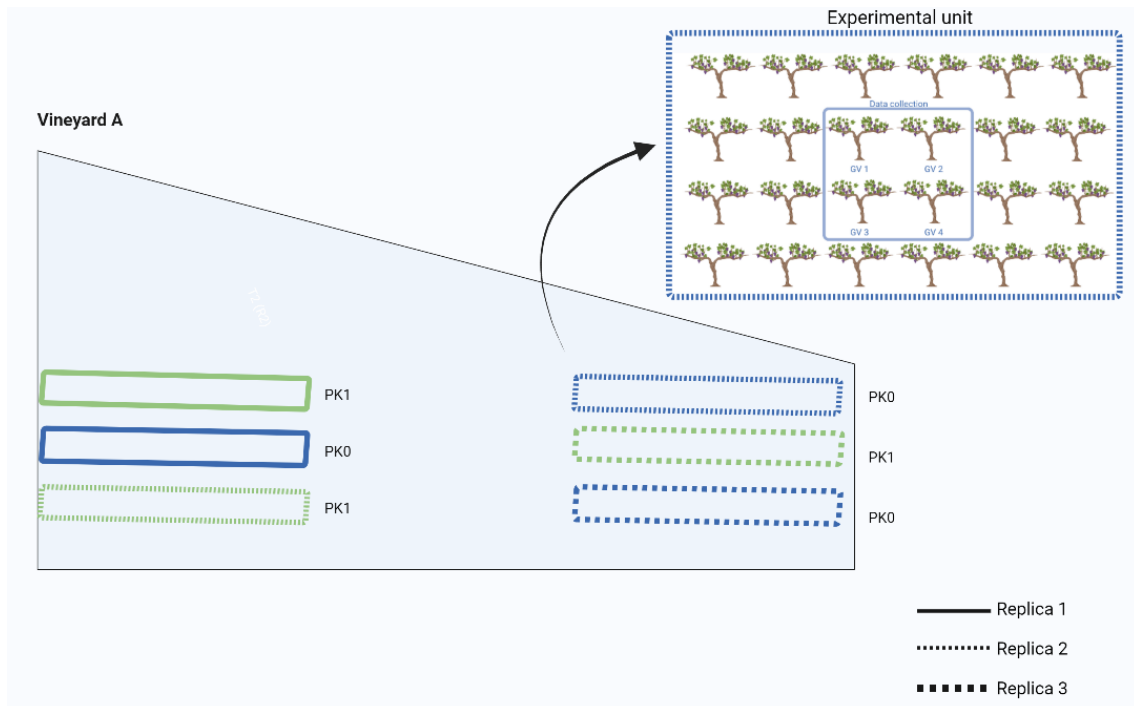 Experimental unit
Data collection
GV 1 GV 2
GV 3 GV 4
Vineyard A
PK1
PK0
PK1
PK0
PK1
PK0
Replica 1
Replica 2
Replica 3